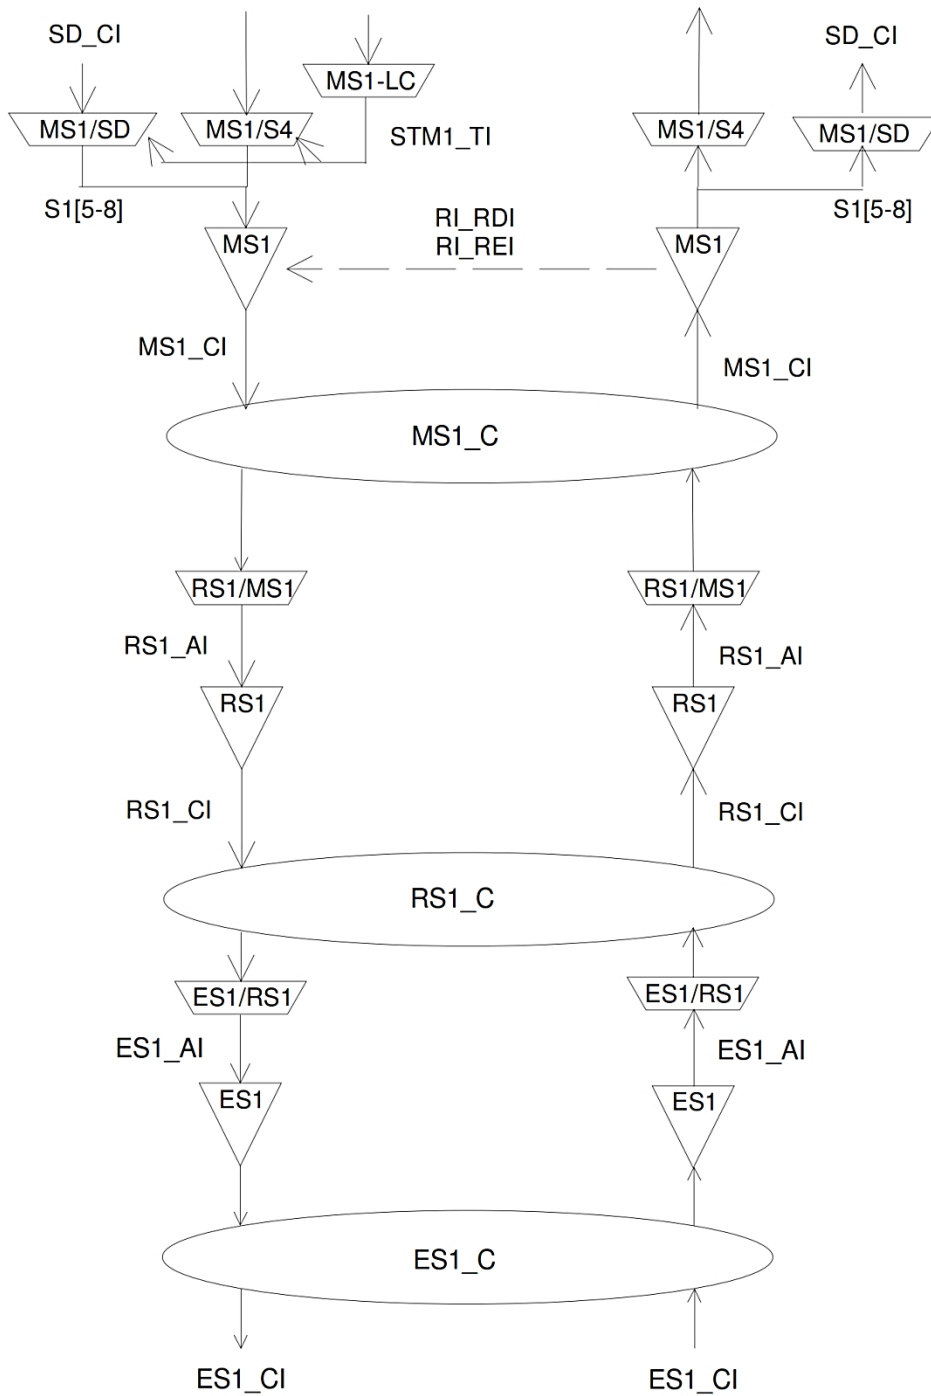 SD_CI
SD_CI
MS1-LC
MS1/SD
MS1/S4
STM1_TI
MS1/S4
MS1/SD
S1[5-8]
S1[5-8]
RI_RDI
RI_REI
MS1
MS1
MS1_CI
MS1_CI
MS1_C
RS1/MS1
RS1/MS1
RS1_AI
RS1_AI
RS1
RS1
RS1_CI
RS1_CI
RS1_C
ES1/RS1
ES1/RS1
ES1_AI
ES1_AI
ES1
ES1
ES1_C
ES1_CI
ES1_CI